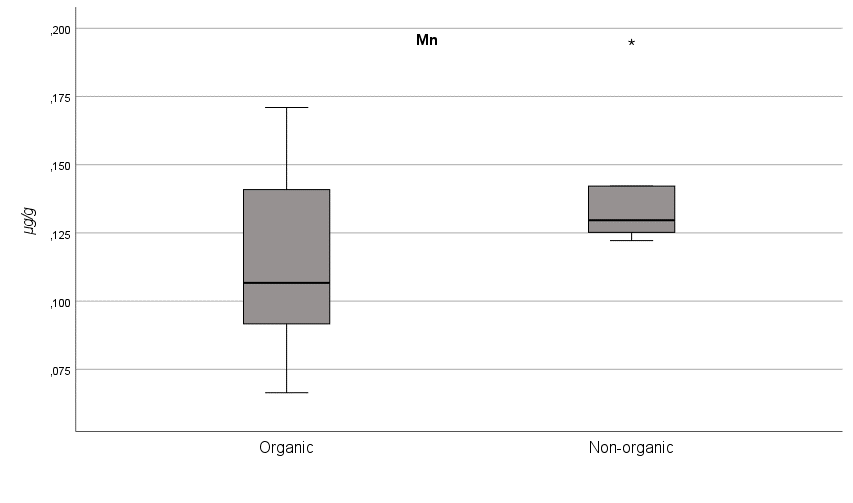 Mn
,200
*
,175
,150
,125
,100
,075
µg/g
Organic
Non-organic